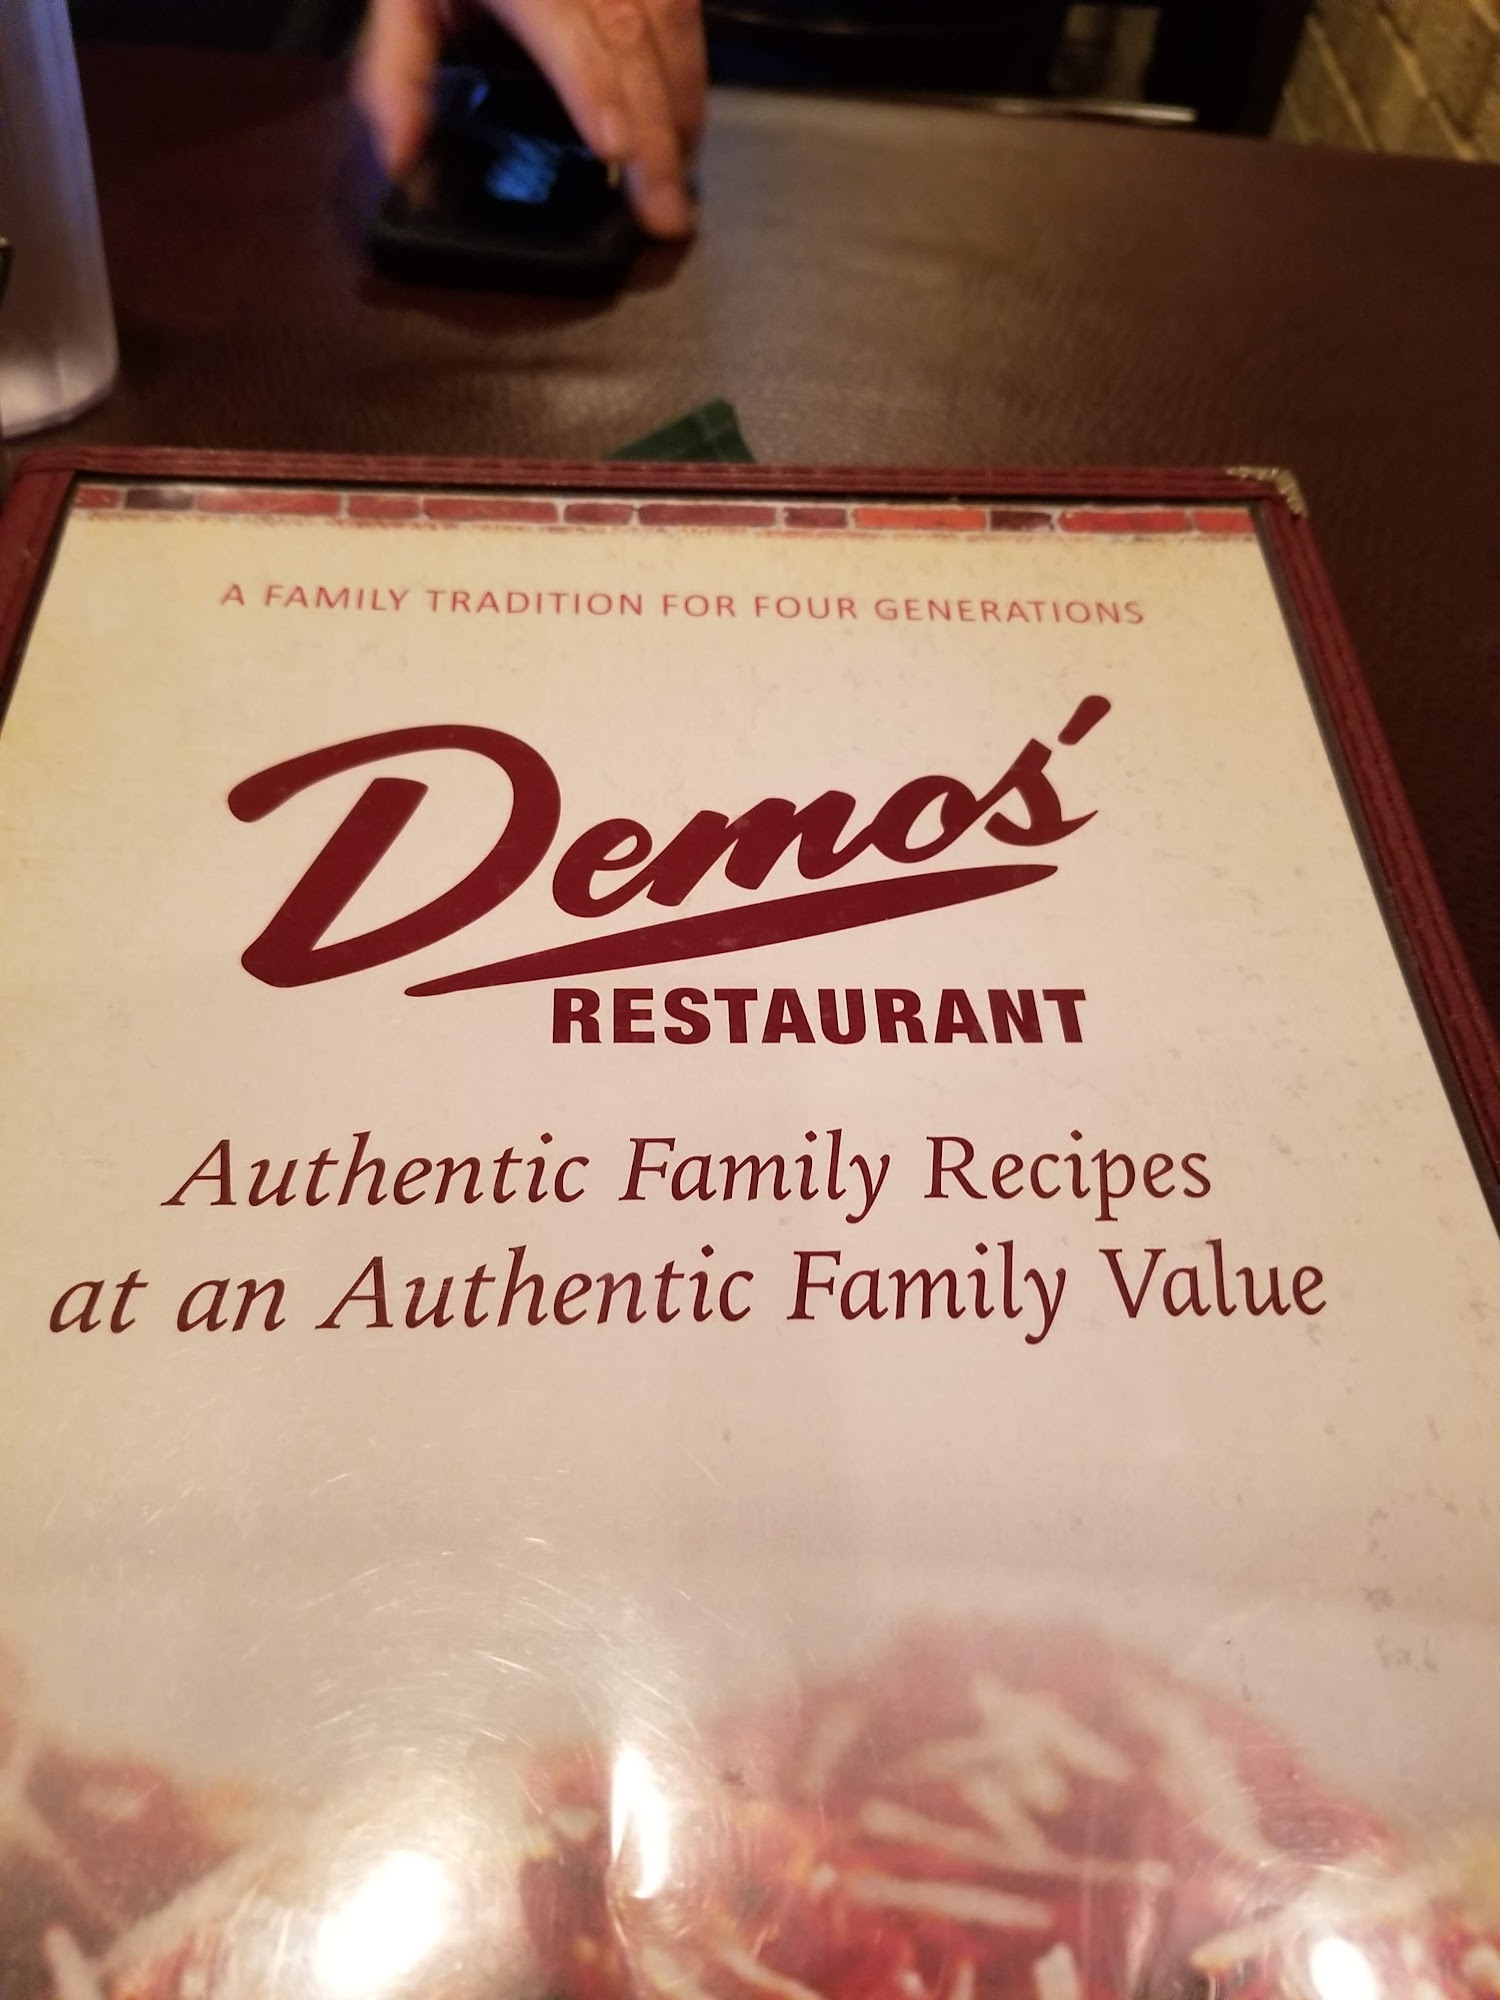 A FAMILY TRADITION FOR FOUR GENERATIONS
Demos'
RESTAURANT
Authentic Family Recipes
at an Authentic Family Value